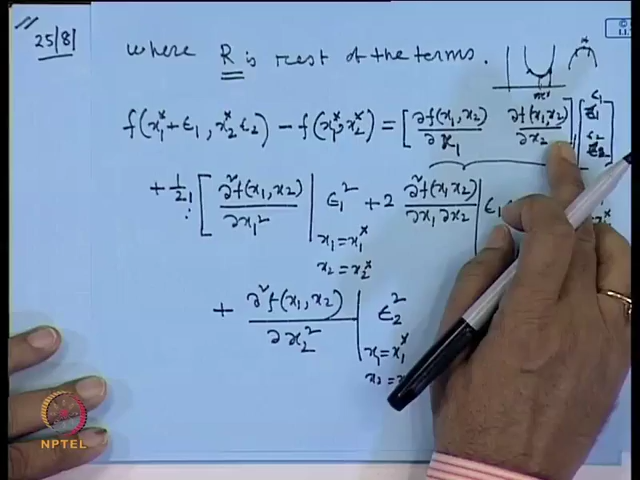 25/8/
where R is rest of the terms.
f(x₁*+ε₁, x₂*ε₂) − f(x₁*, x₂*) = [ ∂f(x₁,x₂)/∂x₁ ∂f(x₁,x₂)/∂x₂ ] [ ε₁ ε₂ ]
+ 1/2! [ ∂²f(x₁,x₂)/∂x₁² | x₁=x₁* x₂=x₂* ε₁² + 2 ∂²f(x₁x₂)/∂x₁∂x₂ | ε₁
+ ∂²f(x₁,x₂)/∂x₂² | x₁=x₁* ε₂²
NPTEL